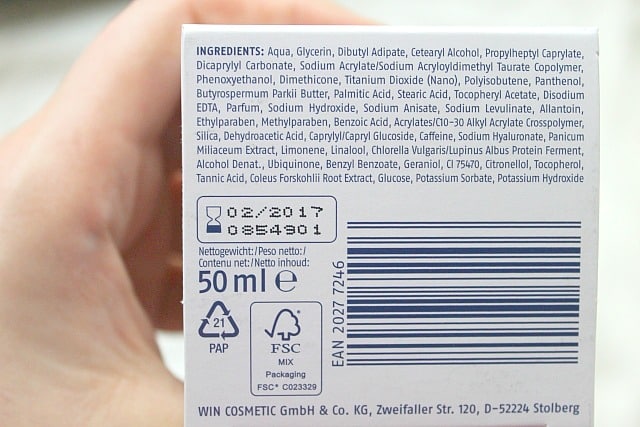 INGREDIENTS: Aqua, Glycerin, Dibutyl Adipate, Cetearyl Alcohol, Propylheptyl Caprylate,
Dicaprylyl Carbonate, Sodium Acrylate/Sodium Acryloyldimethyl Taurate Copolymer,
Phenoxyethanol, Dimethicone, Titanium Dioxide (Nano), Polyisobutene, Panthenol,
Butyrospermum Parkii Butter, Palmitic Acid, Stearic Acid, Tocopheryl Acetate, Disodium
EDTA, Parfum, Sodium Hydroxide, Sodium Anisate, Sodium Levulinate, Allantoin,
Ethylparaben, Methylparaben, Benzoic Acid, Acrylates/C10-30 Alkyl Acrylate Crosspolymer,
Silica, Dehydroacetic Acid, Caprylyl/Capryl Glucoside, Caffeine, Sodium Hyaluronate, Panicum
Miliaceum Extract, Limonene, Linalool, Chlorella Vulgaris/Lupinus Albus Protein Ferment,
Alcohol Denat., Ubiquinone, Benzyl Benzoate, Geraniol, CI 75470, Citronellol, Tocopherol,
Tannic Acid, Coleus Forskohlii Root Extract, Glucose, Potassium Sorbate, Potassium Hydroxide
02/2017
0854901
Nettogewicht:/Peso netto:/
Contenu net:/Netto inhoud:
50 ml ℮
21
PAP
FSC
MIX
Packaging
FSC® C023329
EAN 2027 7246
WIN COSMETIC GmbH & Co. KG, Zweifaller Str. 120, D-52224 Stolberg